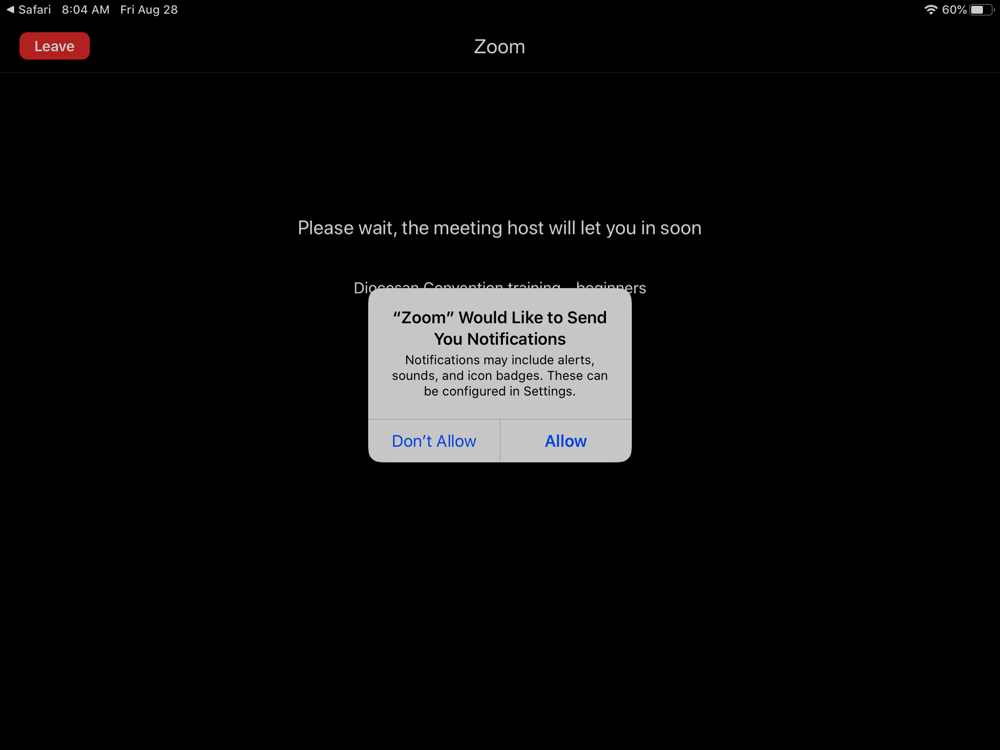 Safari 8:04 AM Fri Aug 28 60%
Leave Zoom
Please wait, the meeting host will let you in soon
Diocesan Convention training - beginners
“Zoom” Would Like to Send
You Notifications
Notifications may include alerts,
sounds, and icon badges. These can
be configured in Settings.
Don’t Allow Allow